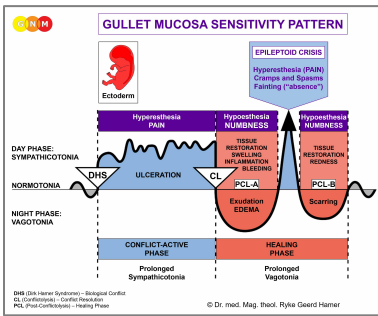 GNM
GULLET MUCOSA SENSITIVITY PATTERN
Ectoderm
EPILEPTOID CRISIS
Hyperesthesia (PAIN)
Cramps and Spasms
Fainting ("absence")
Hyperesthesia
PAIN
Hypoesthesia
NUMBNESS
Hypoesthesia
NUMBNESS
DAY PHASE:
SYMPATHICOTONIA
TISSUE
RESTORATION
SWELLING
INFLAMMATION
BLEEDING
TISSUE
RESTORATION
REDNESS
DHS
ULCERATION
CL
NORMOTONIA
PCL-A
PCL-B
NIGHT PHASE:
VAGOTONIA
Exudation
EDEMA
Scarring
CONFLICT-ACTIVE
PHASE
HEALING
PHASE
Prolonged
Sympathicotonia
Prolonged
Vagotonia
DHS (Dirk Hamer Syndrome) – Biological Conflict
CL (Conflictolysis) – Conflict Resolution
PCL (Post-Conflictolysis) – Healing Phase
© Dr. med. Mag. theol. Ryke Geerd Hamer